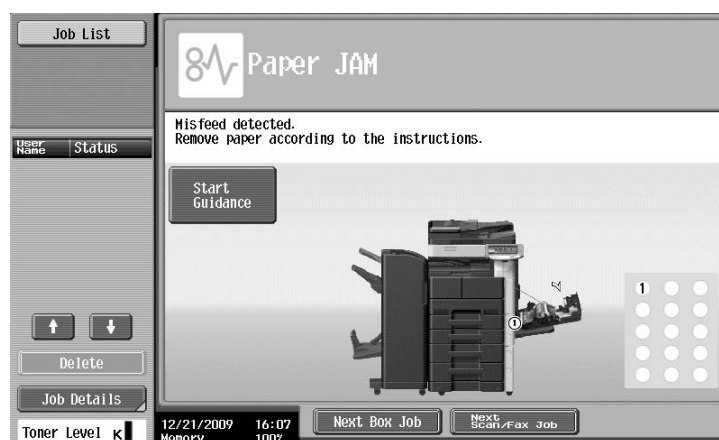 Job List
Paper JAM
Misfeed detected.
Remove paper according to the instructions.
User Name
Status
Start
Guidance
1
1
Delete
Job Details
Toner Level K
12/21/2009 16:07
Memory 100%
Next Box Job
Next
Scan/Fax Job